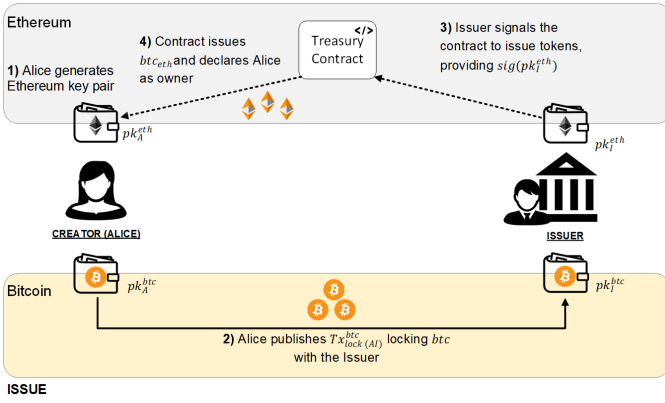 Ethereum
1) Alice generates
Ethereum key pair
4) Contract issues
btc_eth and declares Alice
as owner
</>
Treasury
Contract
3) Issuer signals the
contract to issue tokens,
providing sig(pk_I^eth)
pk_A^eth
pk_I^eth
CREATOR (ALICE)
ISSUER
Bitcoin
pk_A^btc
pk_I^btc
2) Alice publishes Tx_lock (AI)^btc locking btc
with the Issuer
ISSUE